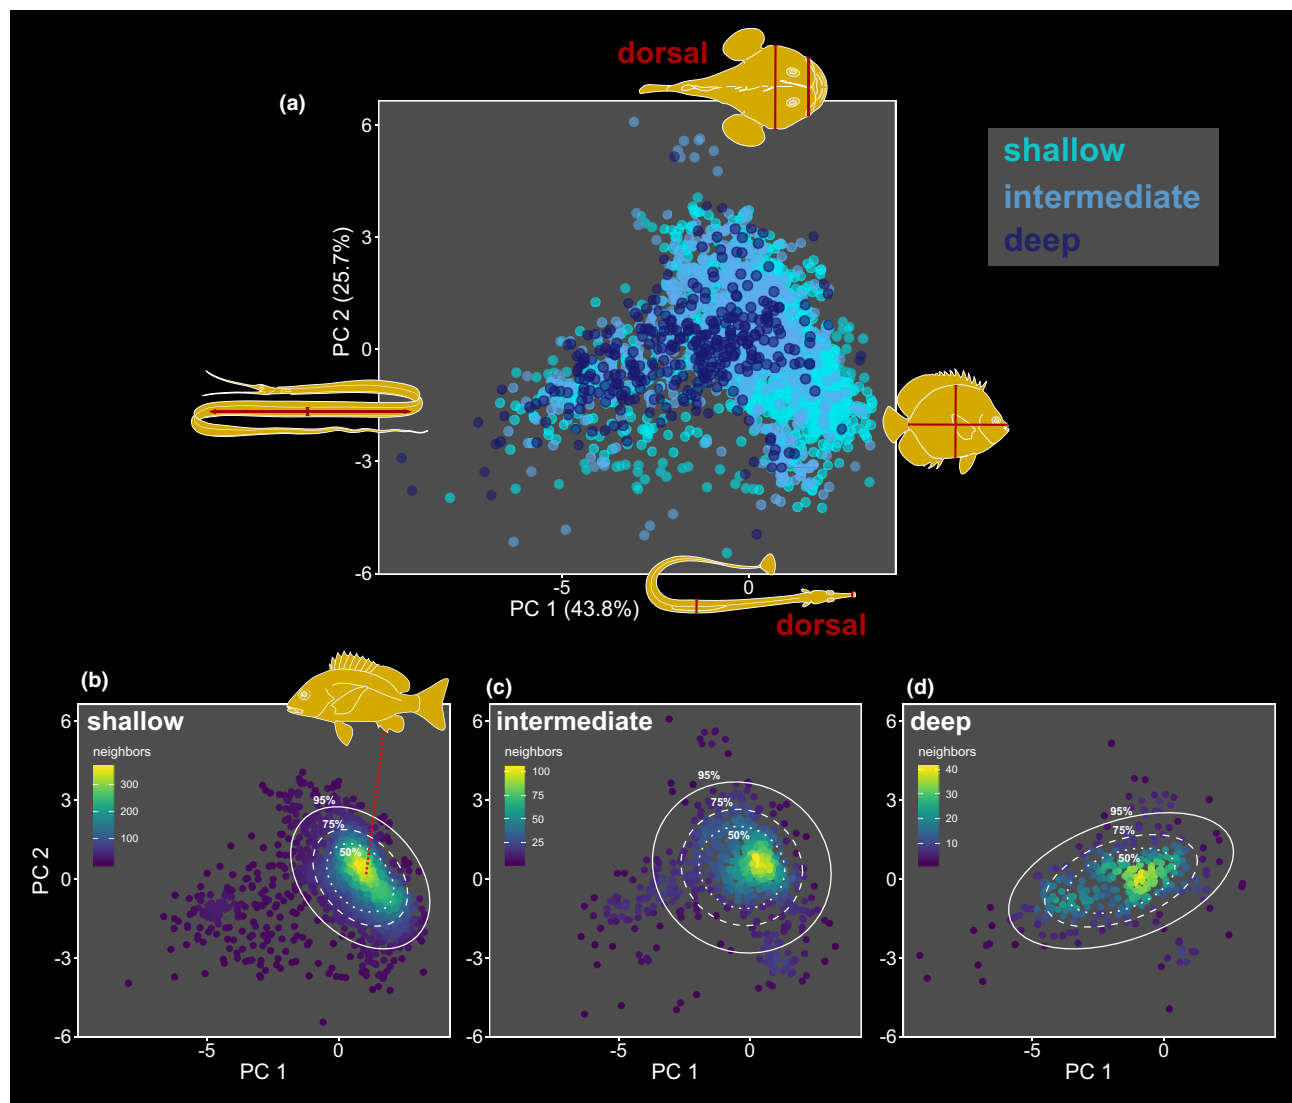 dorsal
(a)
shallow
intermediate
deep
6
3
0
-3
-6
PC 2 (25.7%)
-5
0
PC 1 (43.8%)
dorsal
(b)
shallow
neighbors
300
200
100
95%
75%
50%
6
3
0
-3
-6
PC 2
-5
0
PC 1
(c)
intermediate
neighbors
100
75
50
25
95%
75%
50%
6
3
0
-3
-6
-5
0
PC 1
(d)
deep
neighbors
40
30
20
10
95%
75%
50%
6
3
0
-3
-6
-5
0
PC 1